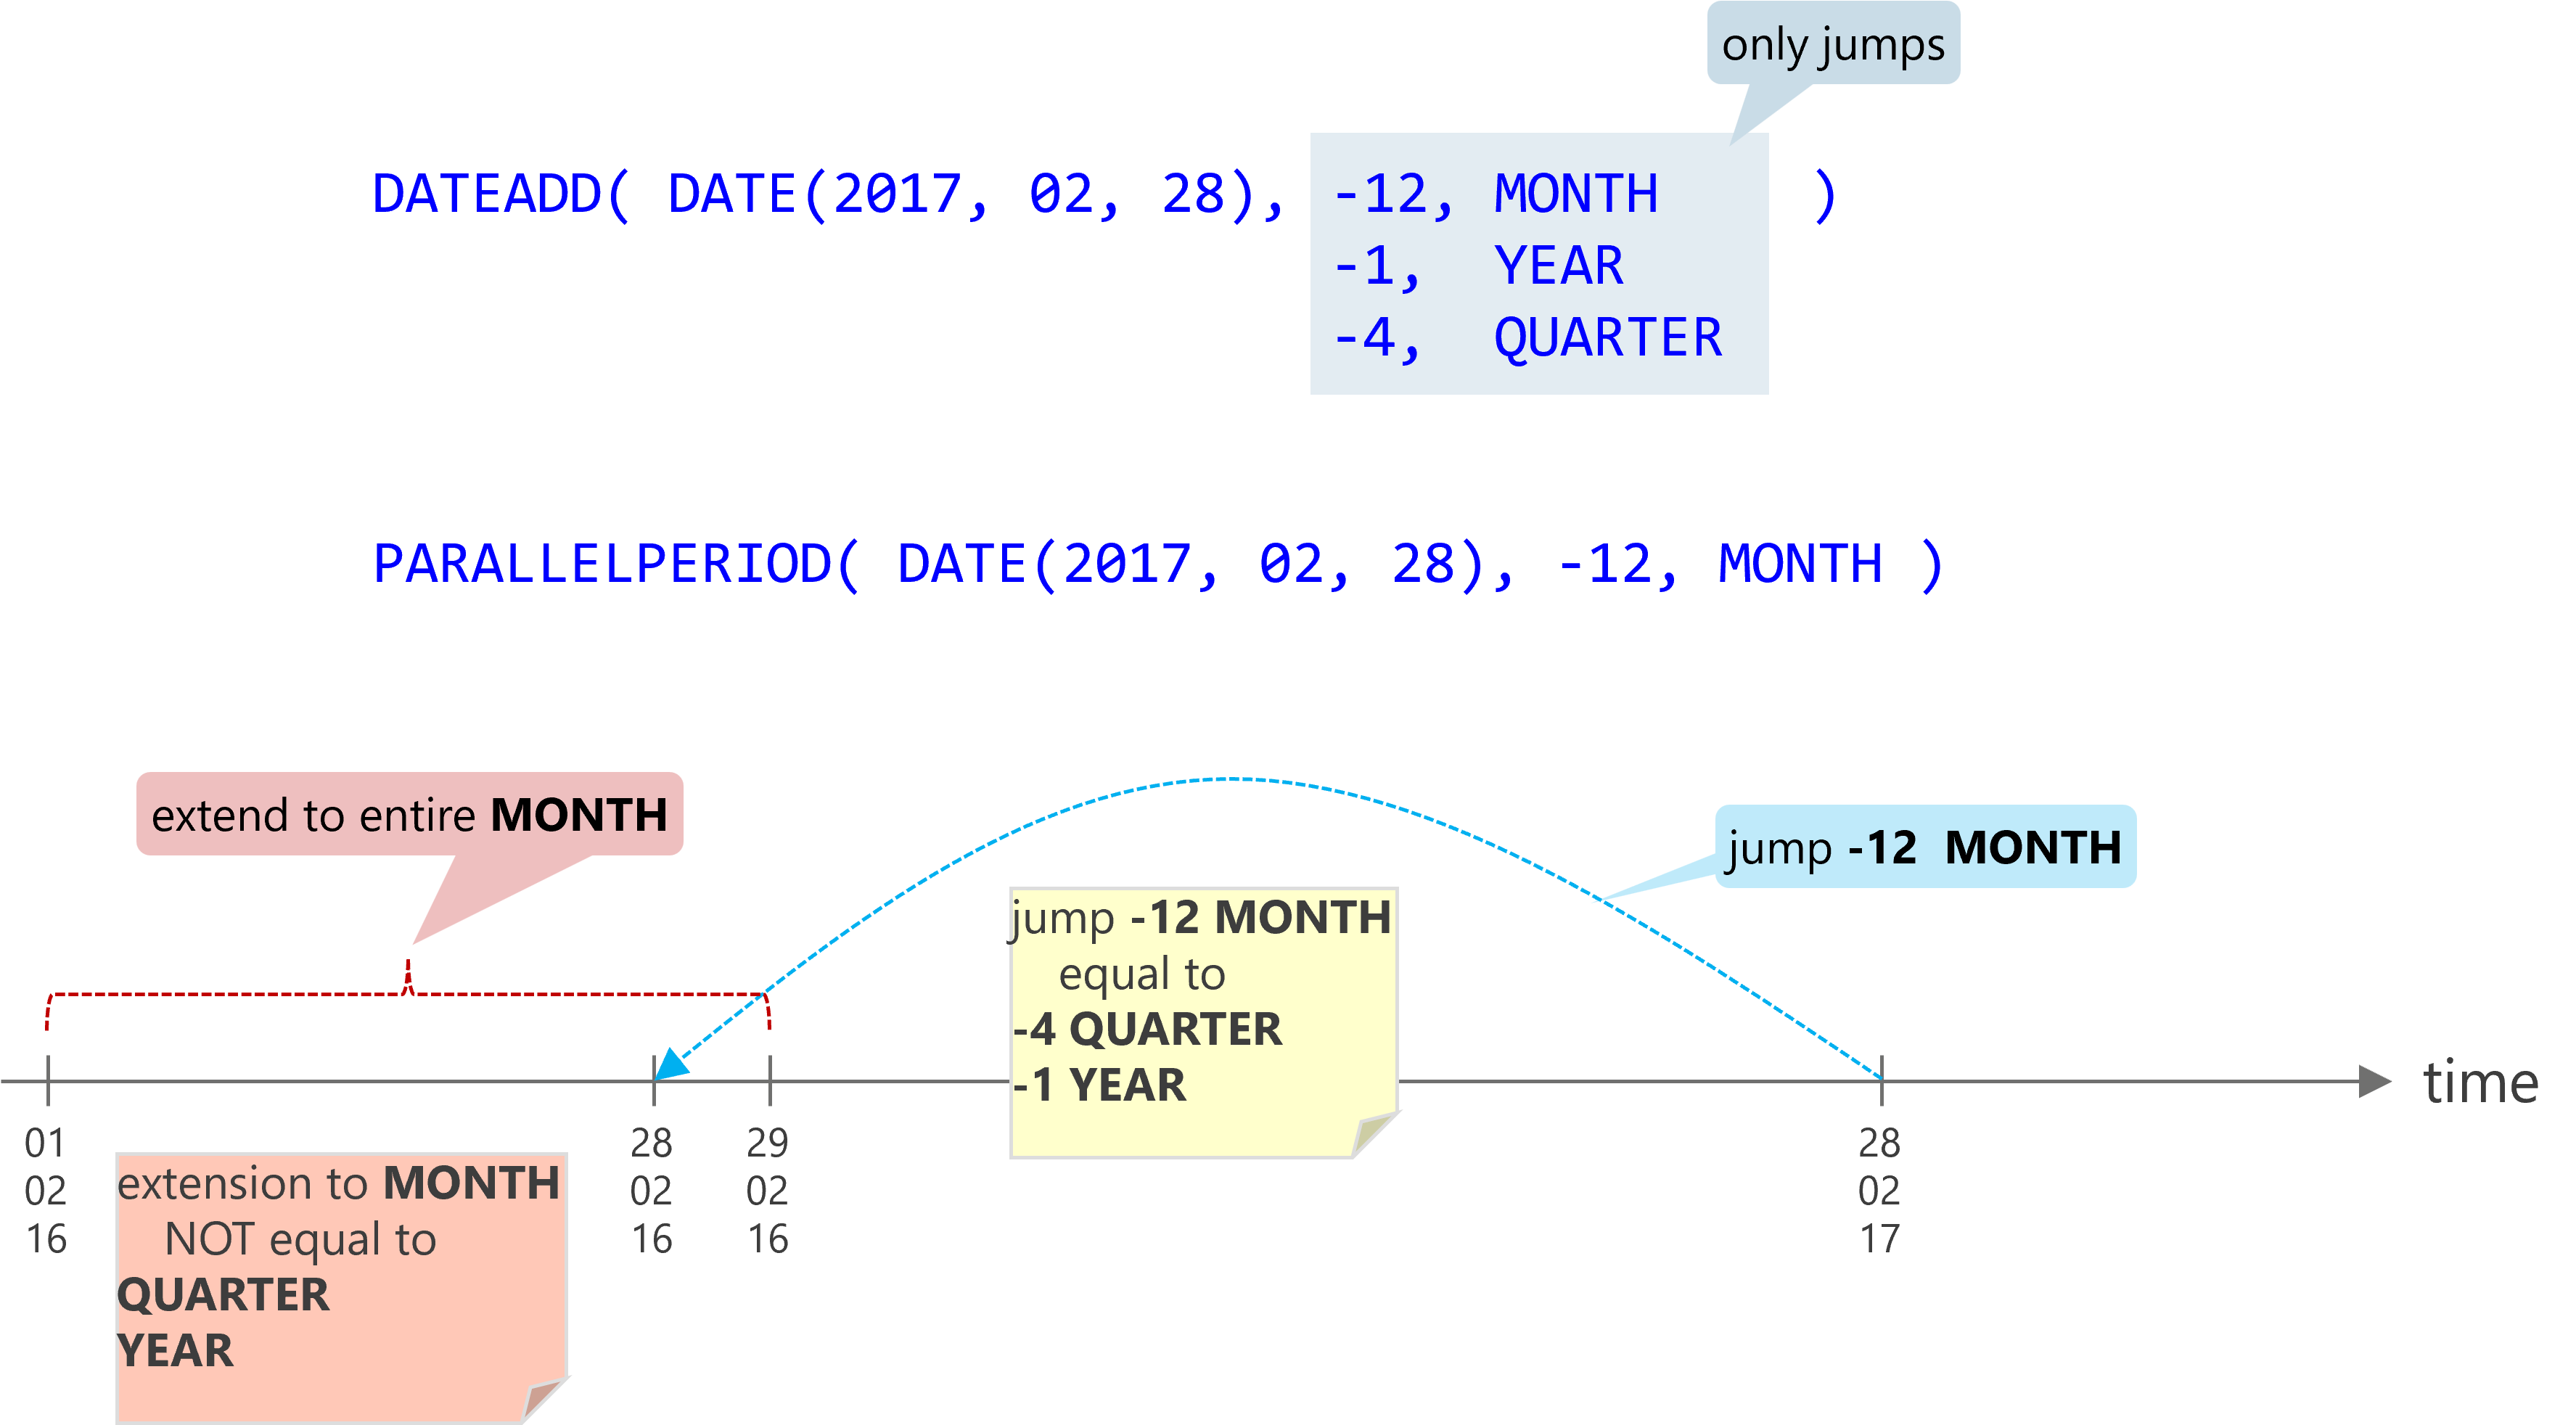 only jumps
DATEADD( DATE(2017, 02, 28), -12, MONTH )
-1, YEAR
-4, QUARTER
PARALLELPERIOD( DATE(2017, 02, 28), -12, MONTH )
extend to entire MONTH
jump -12 MONTH
jump -12 MONTH
equal to
-4 QUARTER
-1 YEAR
time
01
02
16
28
02
16
29
02
16
28
02
17
extension to MONTH
NOT equal to
QUARTER
YEAR